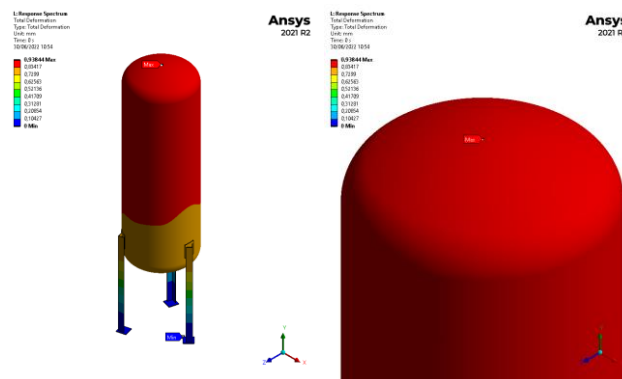 L: Response Spectrum
Total Deformation
Type: Total Deformation
Unit: mm
Time: 0 s
30/08/2022 10:54
0,93844 Max
0,83417
0,7299
0,62563
0,52136
0,41709
0,31281
0,20854
0,10427
0 Min
Ansys
2021 R2
Min
Y
Z
X
L: Response Spectrum
Total Deformation
Type: Total Deformation
Unit: mm
Time: 0 s
30/08/2022 10:54
0,93844 Max
0,83417
0,7299
0,62563
0,52136
0,41709
0,31281
0,20854
0,10427
0 Min
Ansys
2021 R2
Max
Y
Z
X